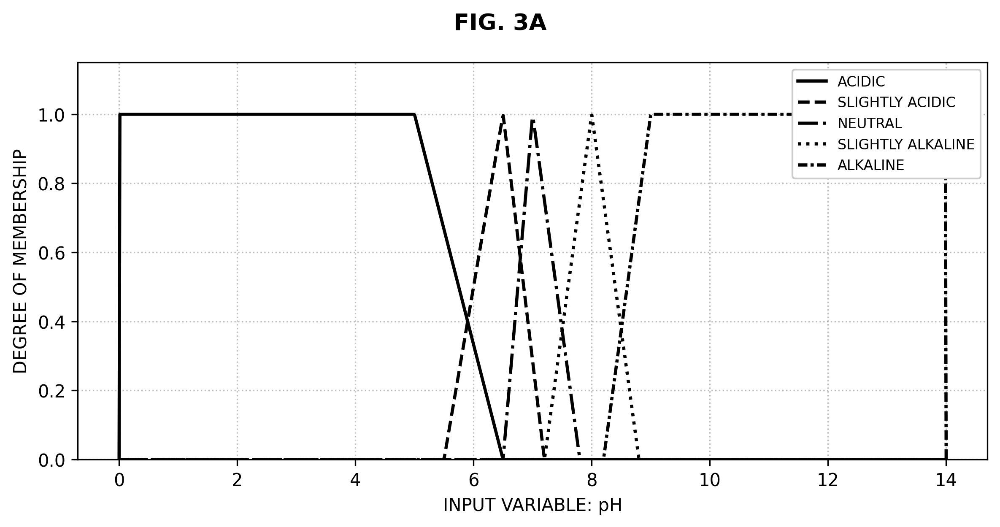 FIG. 3A
ACIDIC
SLIGHTLY ACIDIC
NEUTRAL
SLIGHTLY ALKALINE
ALKALINE
DEGREE OF MEMBERSHIP
1.0
0.8
0.6
0.4
0.2
0.0
0 2 4 6 8 10 12 14
INPUT VARIABLE: pH